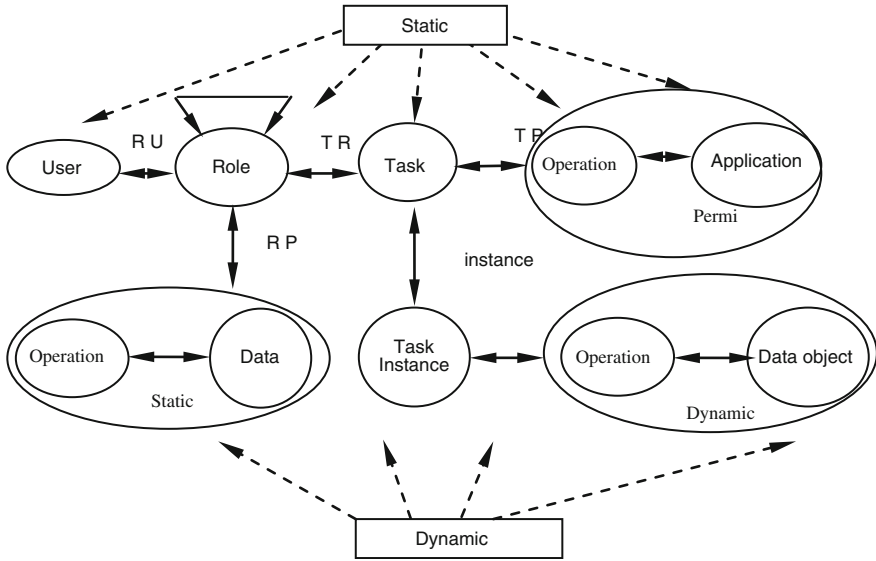 Static
R U
T R
T P
User
Role
Task
Operation
Application
Permi
R P
instance
Operation
Data
Static
Task
Instance
Operation
Data object
Dynamic
Dynamic